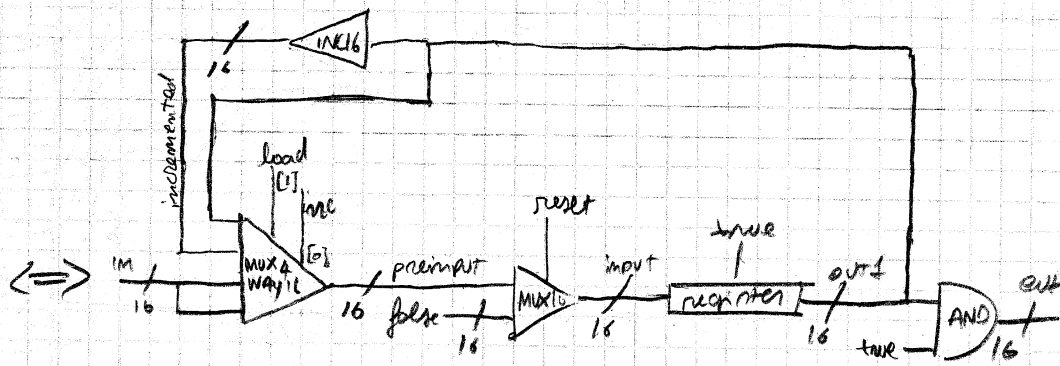 INC16
16
incremented
load
[1]
inc
[0]
reset
true
<=>
IN
16
MUX4
WAY16
16
preinput
false
16
MUX16
input
16
register
out1
16
AND
true
16
out